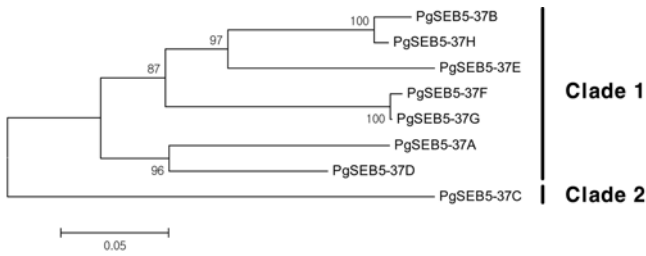 100 PgSEB5-37B
PgSEB5-37H
97
PgSEB5-37E
87
PgSEB5-37F
Clade 1
100 PgSEB5-37G
PgSEB5-37A
96
PgSEB5-37D
PgSEB5-37C
Clade 2
0.05